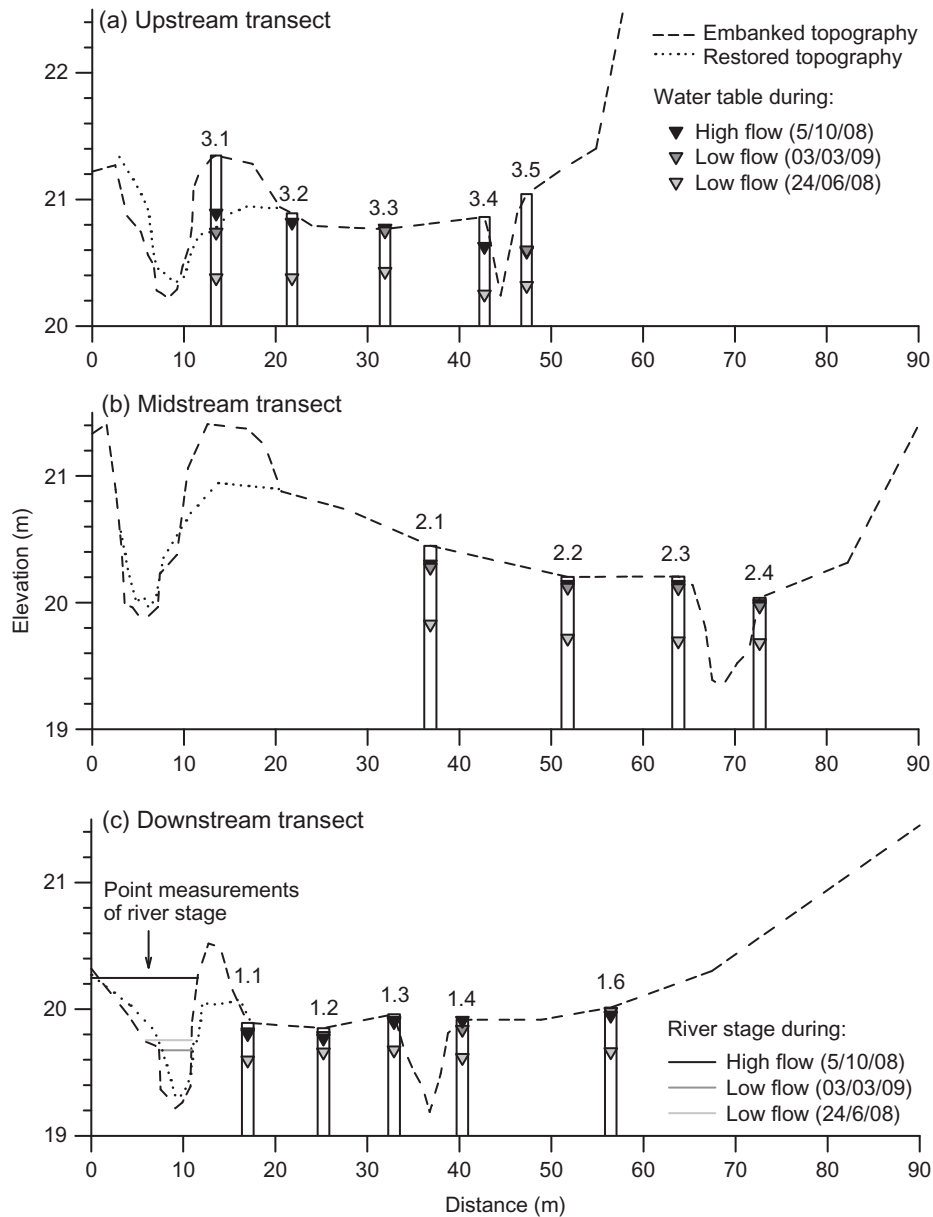 (a) Upstream transect
Embanked topography
Restored topography
Water table during:
High flow (5/10/08)
Low flow (03/03/09)
Low flow (24/06/08)
3.1
3.2
3.3
3.4
3.5
22
21
20
0 10 20 30 40 50 60 70 80 90
(b) Midstream transect
Elevation (m)
2.1
2.2
2.3
2.4
21
20
19
0 10 20 30 40 50 60 70 80 90
(c) Downstream transect
Point measurements
of river stage
1.1
1.2
1.3
1.4
1.6
21
20
19
River stage during:
High flow (5/10/08)
Low flow (03/03/09)
Low flow (24/6/08)
0 10 20 30 40 50 60 70 80 90
Distance (m)